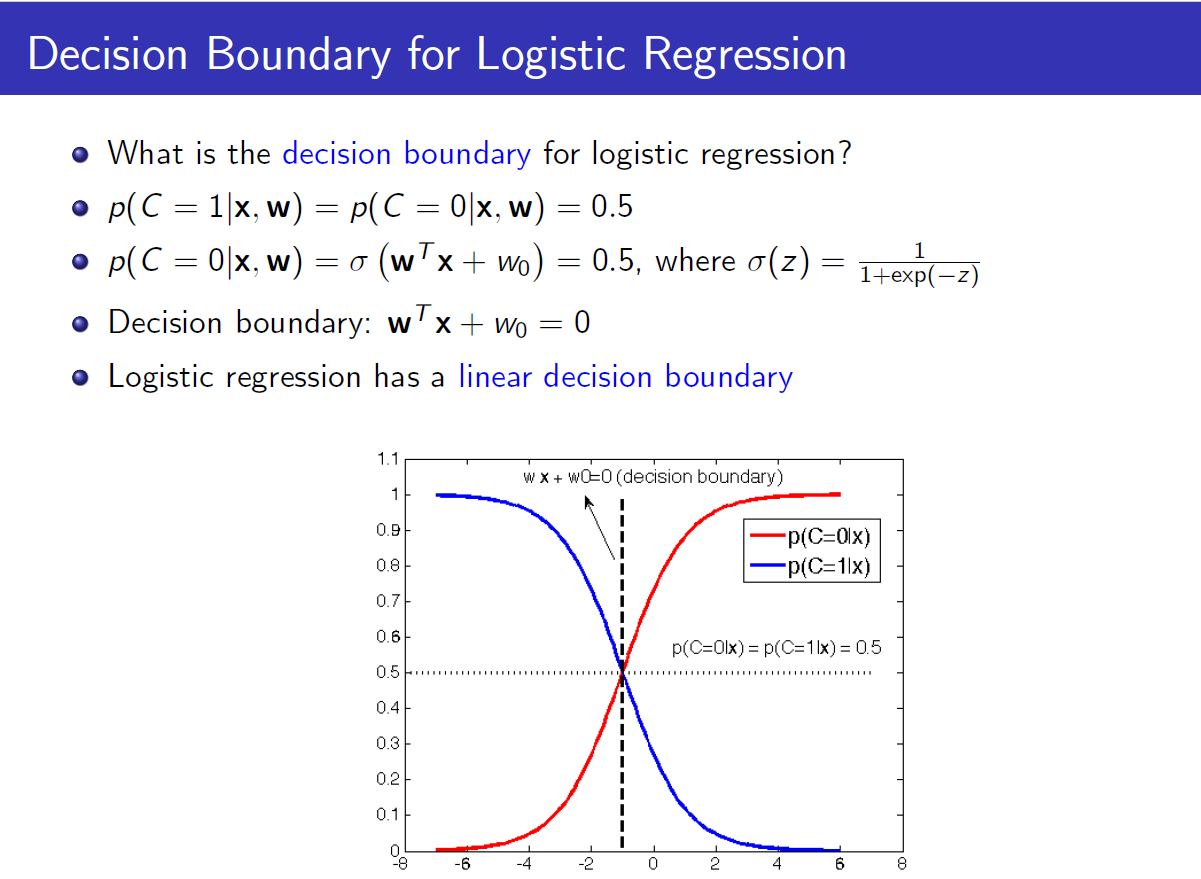 Decision Boundary for Logistic Regression
What is the decision boundary for logistic regression?
p(C = 1|x, w) = p(C = 0|x, w) = 0.5
p(C = 0|x, w) = σ (wᵀx + w₀) = 0.5, where σ(z) = 1/(1+exp(−z))
Decision boundary: wᵀx + w₀ = 0
Logistic regression has a linear decision boundary
1.1
w x + w0=0 (decision boundary)
1
0.9
p(C=0|x)
p(C=1|x)
0.8
0.7
0.6
p(C=0|x) = p(C=1|x) = 0.5
0.5
0.4
0.3
0.2
0.1
0
-8 -6 -4 -2 0 2 4 6 8